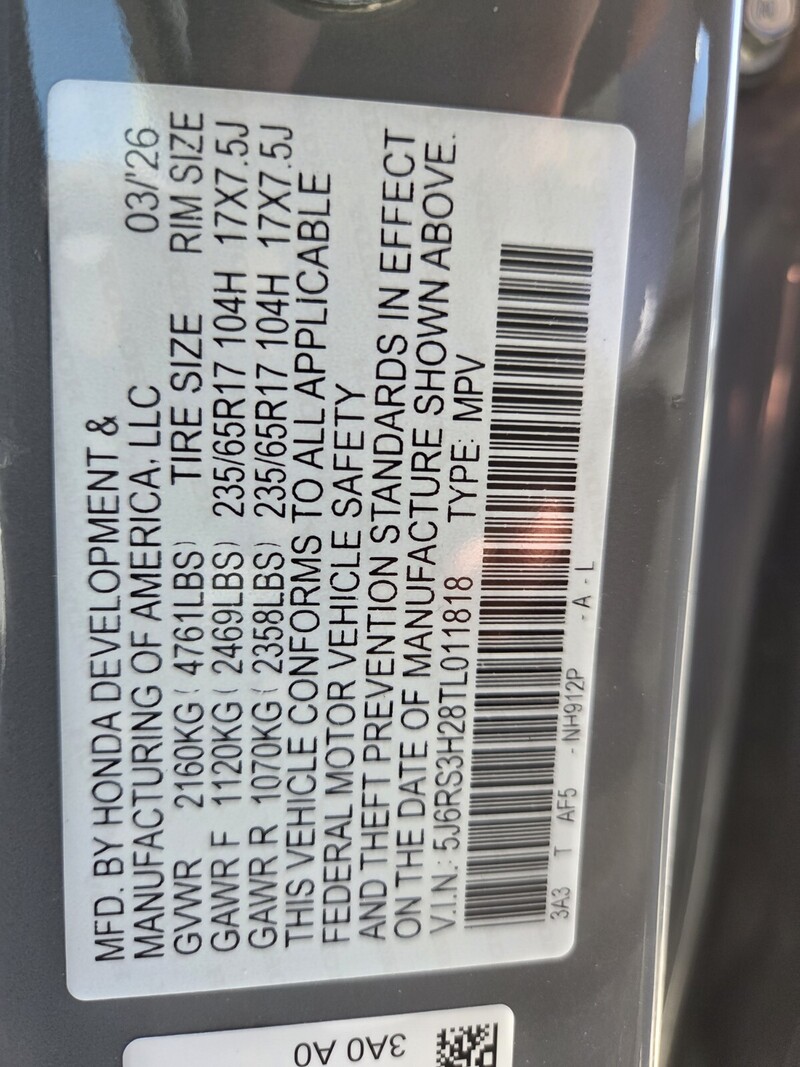 MFD. BY HONDA DEVELOPMENT &
MANUFACTURING OF AMERICA, LLC 03/'26
GVWR 2160KG ( 4761LBS) TIRE SIZE RIM SIZE
GAWR F 1120KG ( 2469LBS) 235/65R17 104H 17X7.5J
GAWR R 1070KG ( 2358LBS) 235/65R17 104H 17X7.5J
THIS VEHICLE CONFORMS TO ALL APPLICABLE
FEDERAL MOTOR VEHICLE SAFETY
AND THEFT PREVENTION STANDARDS IN EFFECT
ON THE DATE OF MANUFACTURE SHOWN ABOVE.
V.I.N.: 5J6RS3H28TL011818 TYPE: MPV
3A3 T AF5 - NH912P - A - L
3A0 A0